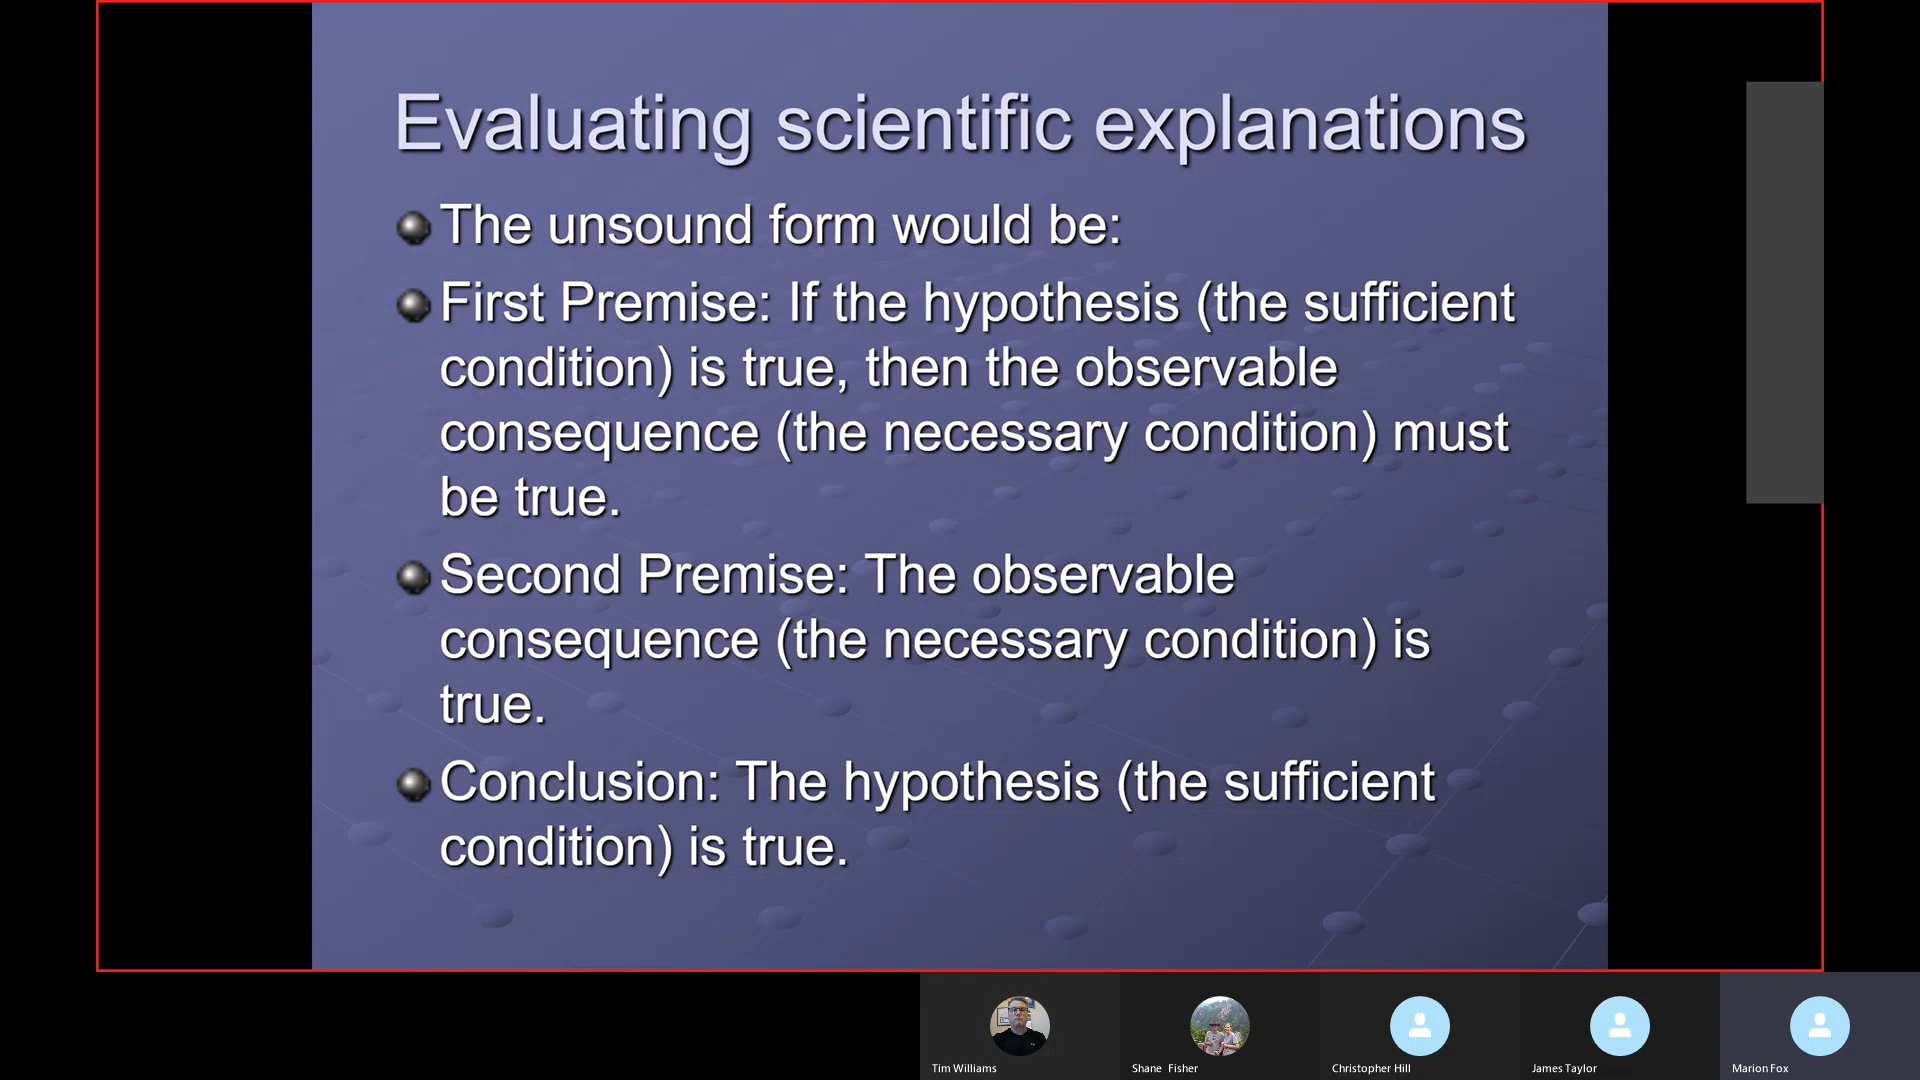 Evaluating scientific explanations
The unsound form would be:
First Premise: If the hypothesis (the sufficient
condition) is true, then the observable
consequence (the necessary condition) must
be true.
Second Premise: The observable
consequence (the necessary condition) is
true.
Conclusion: The hypothesis (the sufficient
condition) is true.
Tim Williams
Shane Fisher
Christopher Hill
James Taylor
Marion Fox